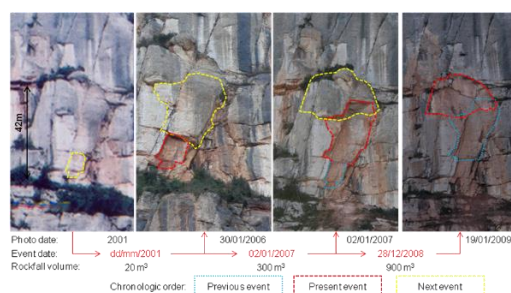 42m
Photo date: 2001 30/01/2006 02/01/2007 19/01/2009
Event date: dd/mm/2001 02/01/2007 28/12/2008
Rockfall volume: 20 m³ 300 m³ 900 m³
Chronologic order: Previous event Present event Next event